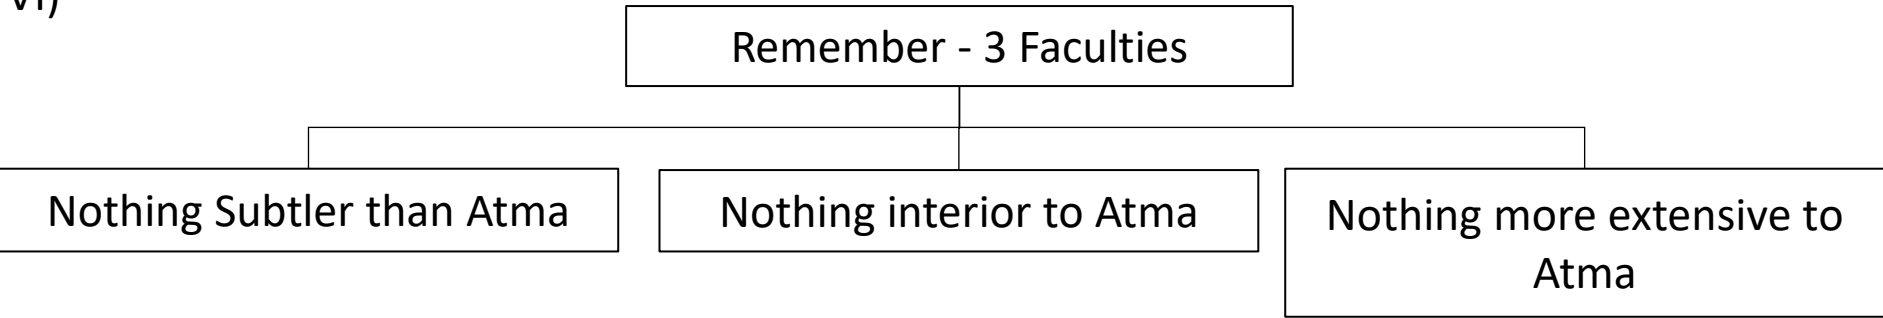 VI)
Remember - 3 Faculties
Nothing Subtler than Atma
Nothing interior to Atma
Nothing more extensive to
Atma